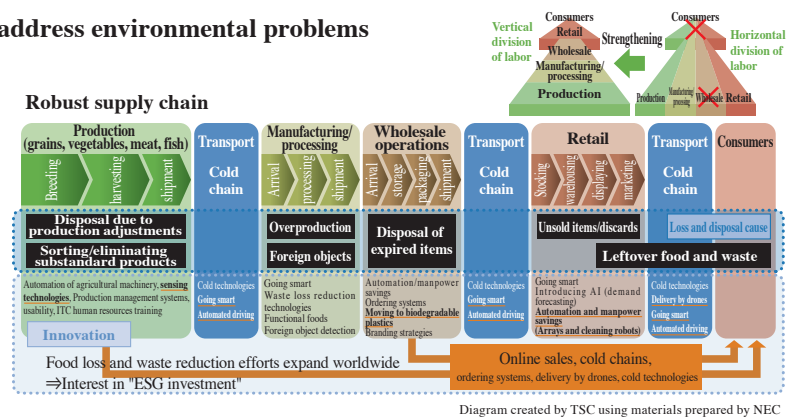 address environmental problems
Consumers
Retail
Wholesale
Manufacturing/
processing
Production
Vertical
division
of labor
Strengthening
Consumers
Production
Manufacturing/
processing
Wholesale
Retail
Horizontal
division of
labor
Robust supply chain
Production
(grains, vegetables, meat, fish)
Breeding
harvesting
shipment
Transport
Cold
chain
Manufacturing/
processing
Arrival
processing
shipment
Wholesale
operations
Arrival
storage
packaging
shipment
Transport
Cold
chain
Retail
Stocking
warehousing
displaying
marketing
Transport
Cold
chain
Consumers
Disposal due to
production adjustments
Sorting/eliminating
substandard products
Overproduction
Foreign objects
Disposal of
expired items
Unsold items/discards
Loss and disposal cause
Leftover food and waste
Automation of agricultural machinery, sensing
technologies, Production management systems,
usability, ITC human resources training
Cold technologies
Going smart
Automated driving
Going smart
Waste loss reduction
technologies
Functional foods
Foreign object detection
Automation/manpower
savings
Ordering systems
Moving to biodegradable
plastics
Branding strategies
Cold technologies
Going smart
Automated driving
Going smart
Introducing AI (demand
forecasting)
Automation and manpower
savings
(Arrays and cleaning robots)
Cold technologies
Delivery by drones
Going smart
Automated driving
Innovation
Food loss and waste reduction efforts expand worldwide
⇒Interest in "ESG investment"
Online sales, cold chains,
ordering systems, delivery by drones, cold technologies
Diagram created by TSC using materials prepared by NEC